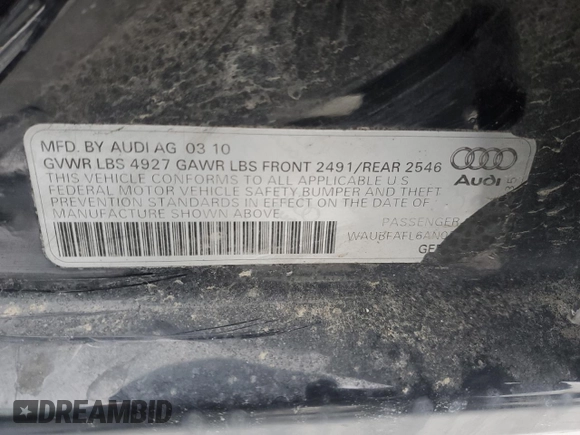 MFD. BY AUDI AG 03 10
GVWR LBS 4927 GAWR LBS FRONT 2491/REAR 2546
THIS VEHICLE CONFORMS TO ALL APPLICABLE U S
FEDERAL MOTOR VEHICLE SAFETY BUMPER AND THEFT
PREVENTION STANDARDS IN EFFECT ON THE DATE OF
MANUFACTURE SHOWN ABOVE.
Audi
PASSENGER
WAUBFAFL6AN0
DREAMBID